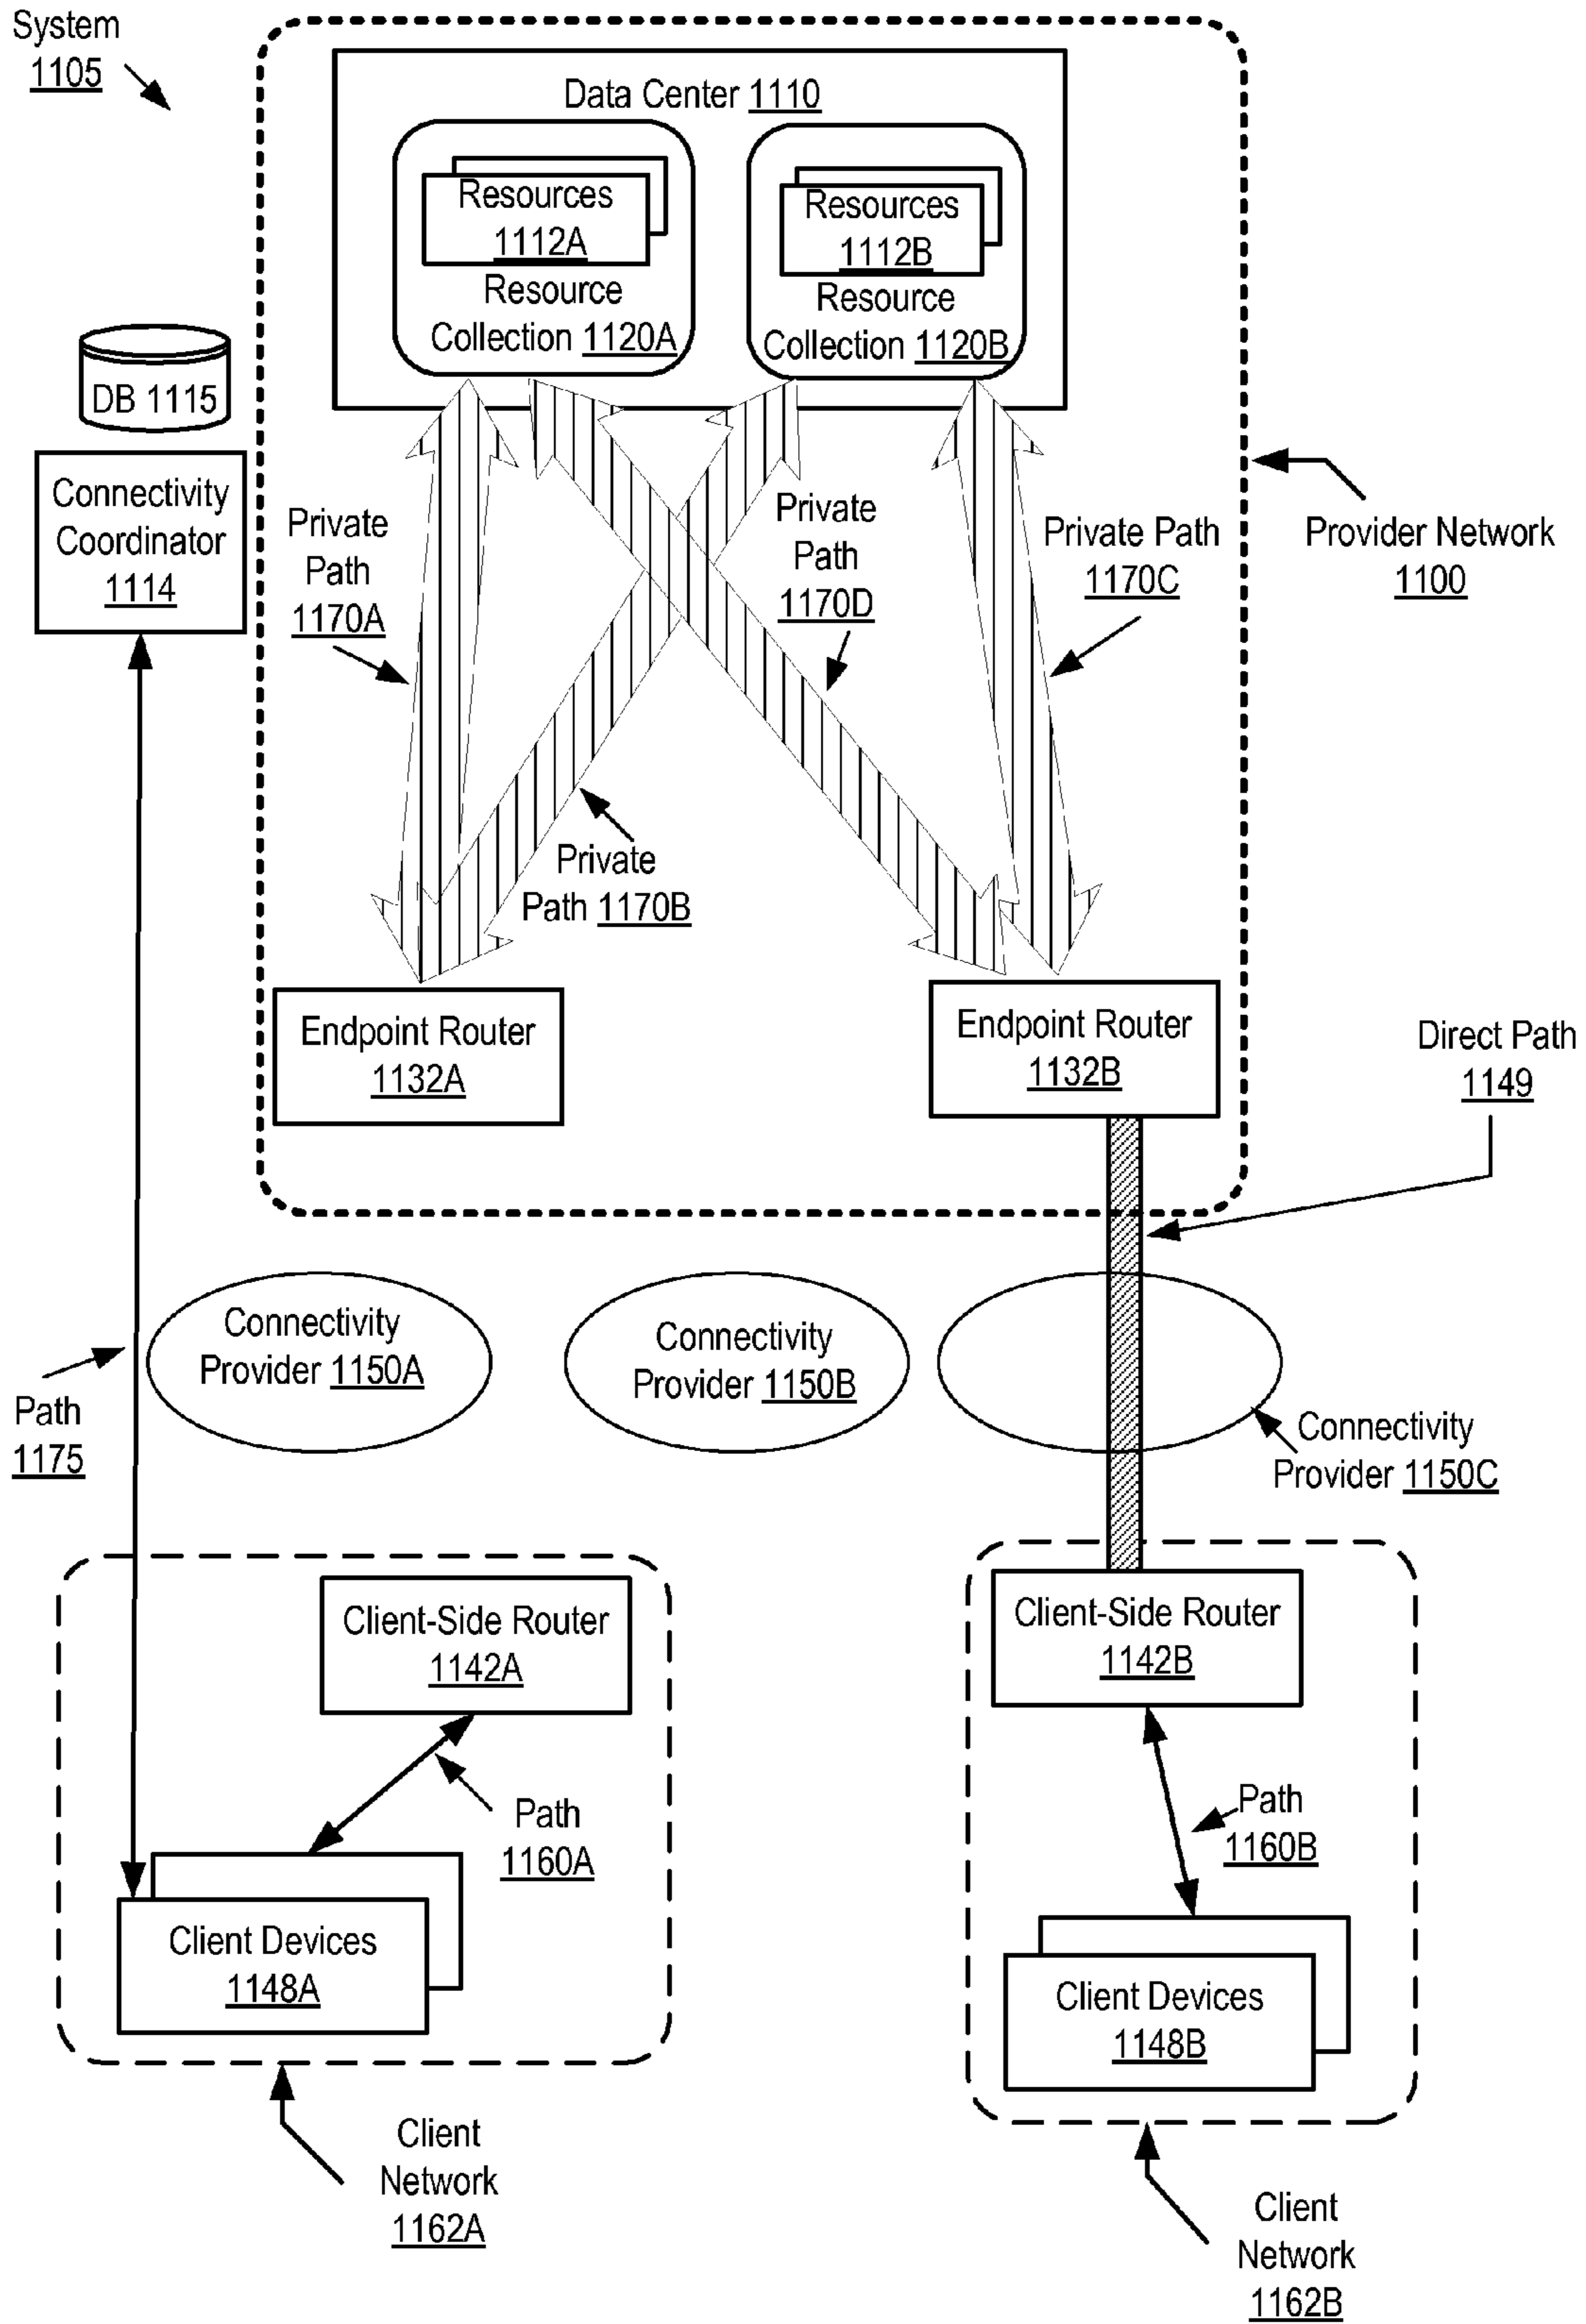 System
1105
Data Center 1110
Resources
1112A
Resource
Collection 1120A
Resources
1112B
Resource
Collection 1120B
DB 1115
Connectivity
Coordinator
1114
Private
Path
1170A
Private
Path
1170D
Private Path
1170C
Provider Network
1100
Private
Path 1170B
Endpoint Router
1132A
Endpoint Router
1132B
Direct Path
1149
Connectivity
Provider 1150A
Connectivity
Provider 1150B
Connectivity
Provider 1150C
Path
1175
Client-Side Router
1142A
Client-Side Router
1142B
Path
1160A
Path
1160B
Client Devices
1148A
Client Devices
1148B
Client
Network
1162A
Client
Network
1162B